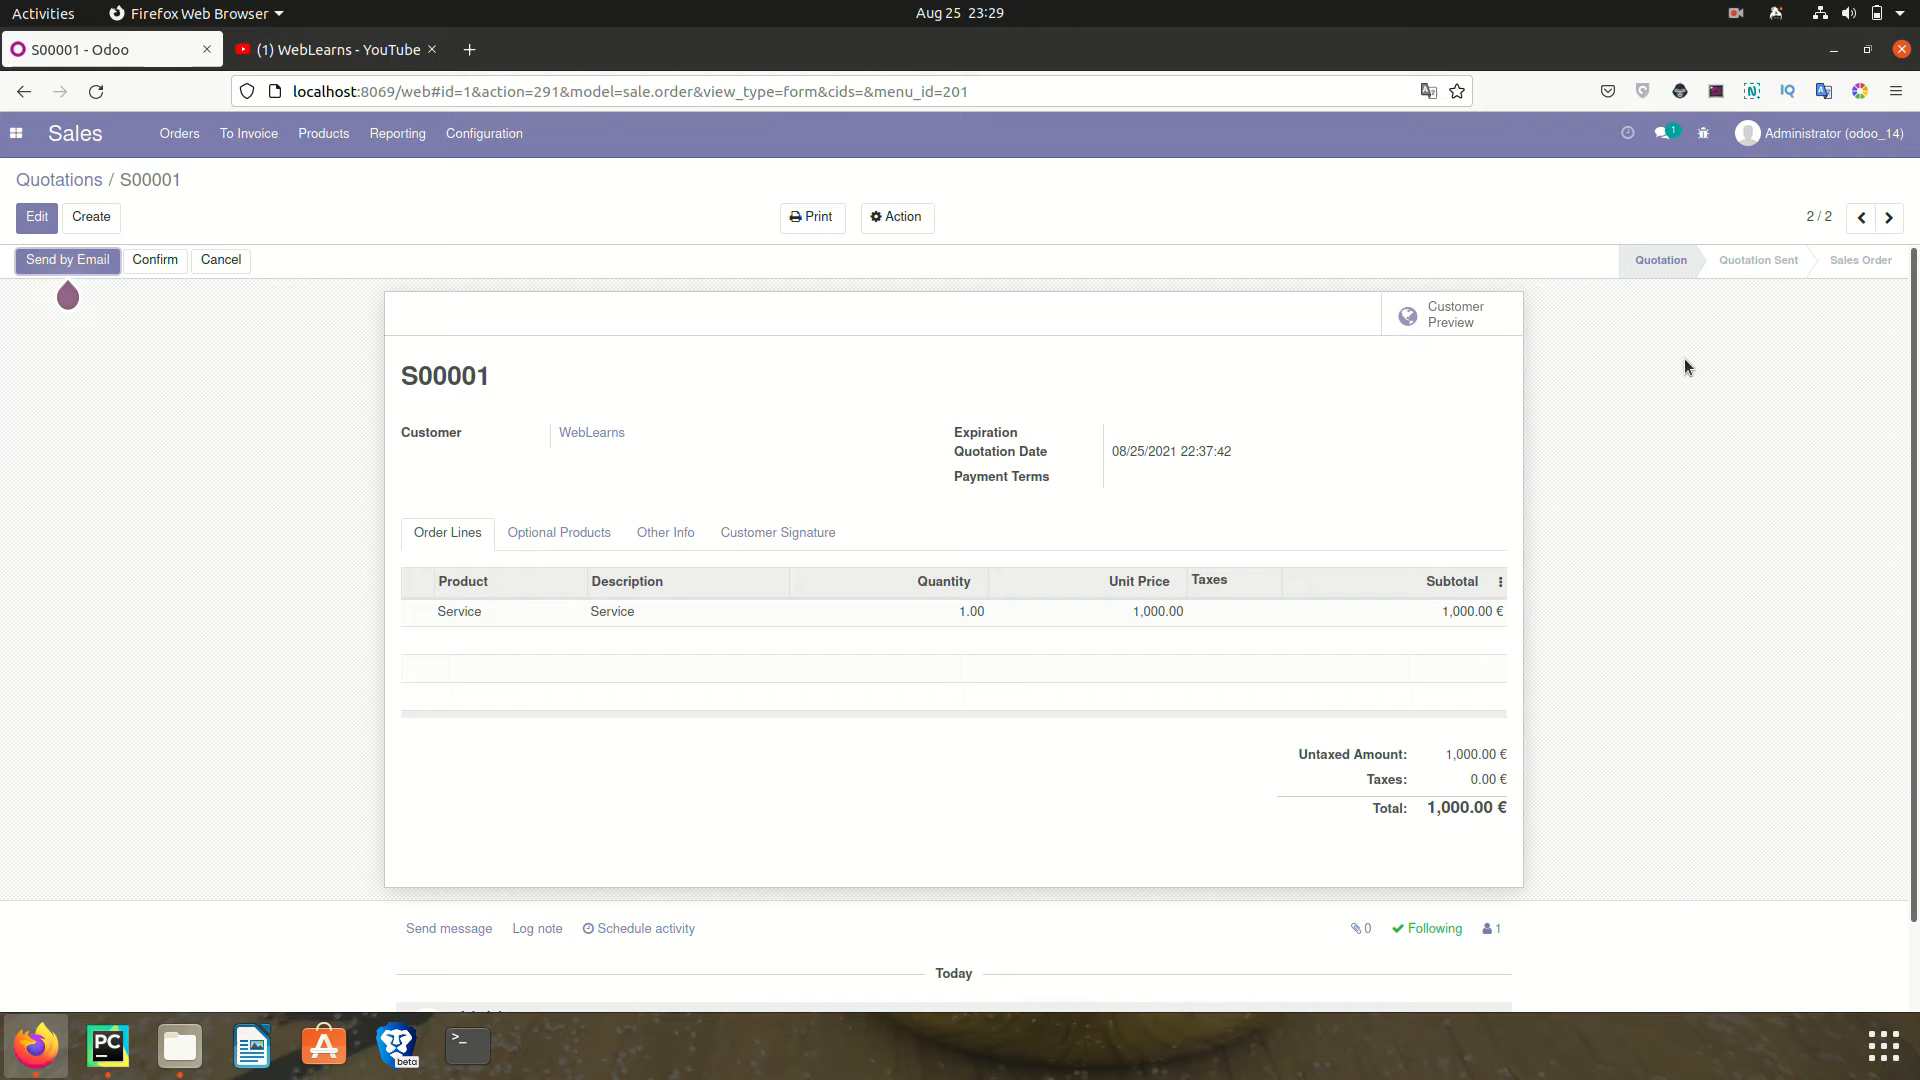 Activities Firefox Web Browser Aug 25 23:29
S00001 - Odoo (1) WebLearns - YouTube
localhost:8069/web#id=1&action=291&model=sale.order&view_type=form&cids=&menu_id=201
Sales Orders To Invoice Products Reporting Configuration 1 Administrator (odoo_14)
Quotations / S00001
Edit Create Print Action 2 / 2
Send by Email Confirm Cancel Quotation Quotation Sent Sales Order
Customer
Preview
S00001
Customer WebLearns Expiration
Quotation Date 08/25/2021 22:37:42
Payment Terms
Order Lines Optional Products Other Info Customer Signature
Product Description Quantity Unit Price Taxes Subtotal
Service Service 1.00 1,000.00 1,000.00 €
Untaxed Amount: 1,000.00 €
Taxes: 0.00 €
Total: 1,000.00 €
Send message Log note Schedule activity 0 Following 1
Today
PC
beta